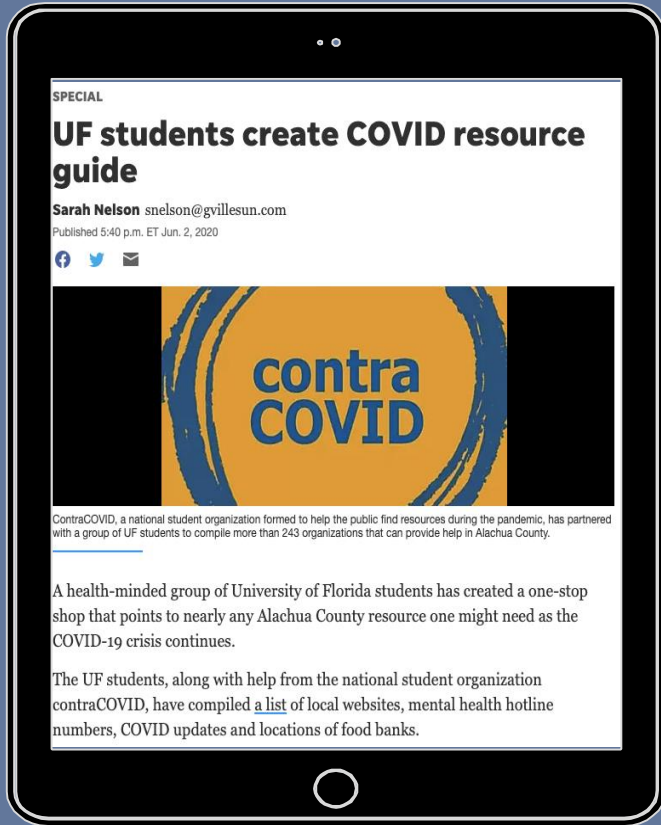 SPECIAL
UF students create COVID resource
guide
Sarah Nelson snelson@gvillesun.com
Published 5:40 p.m. ET Jun. 2, 2020
contra
COVID
ContraCOVID, a national student organization formed to help the public find resources during the pandemic, has partnered
with a group of UF students to compile more than 243 organizations that can provide help in Alachua County.
A health-minded group of University of Florida students has created a one-stop
shop that points to nearly any Alachua County resource one might need as the
COVID-19 crisis continues.
The UF students, along with help from the national student organization
contraCOVID, have compiled a list of local websites, mental health hotline
numbers, COVID updates and locations of food banks.